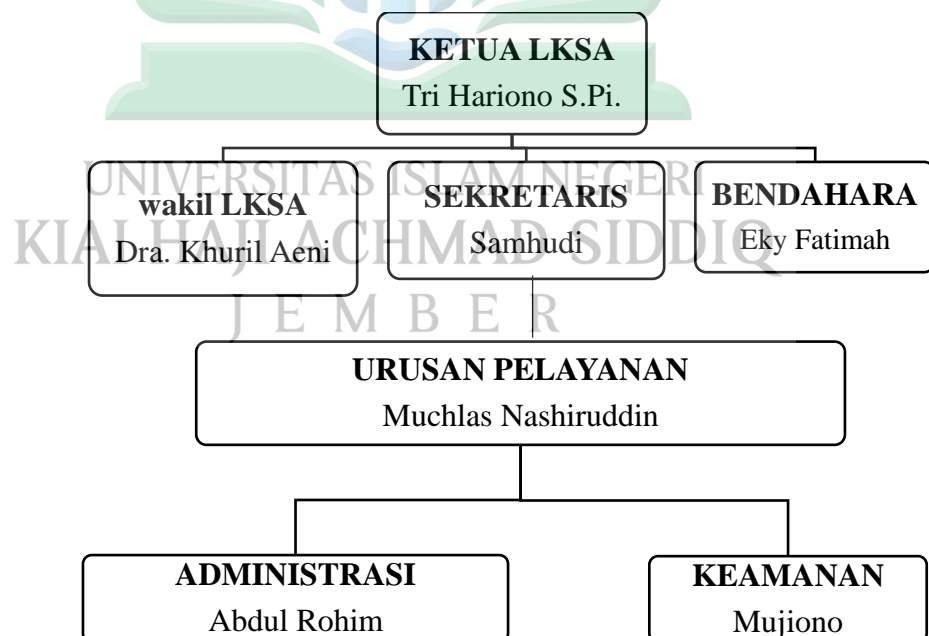 KETUA LKSA
Tri Hariono S.Pi.
UNIVERSITAS ISLAM NEGERI
KIAI HAJI ACHMAD SIDDIQ
JEMBER
wakil LKSA
Dra. Khuril Aeni
SEKRETARIS
Samhudi
BENDAHARA
Eky Fatimah
URUSAN PELAYANAN
Muchlas Nashiruddin
ADMINISTRASI
Abdul Rohim
KEAMANAN
Mujiono